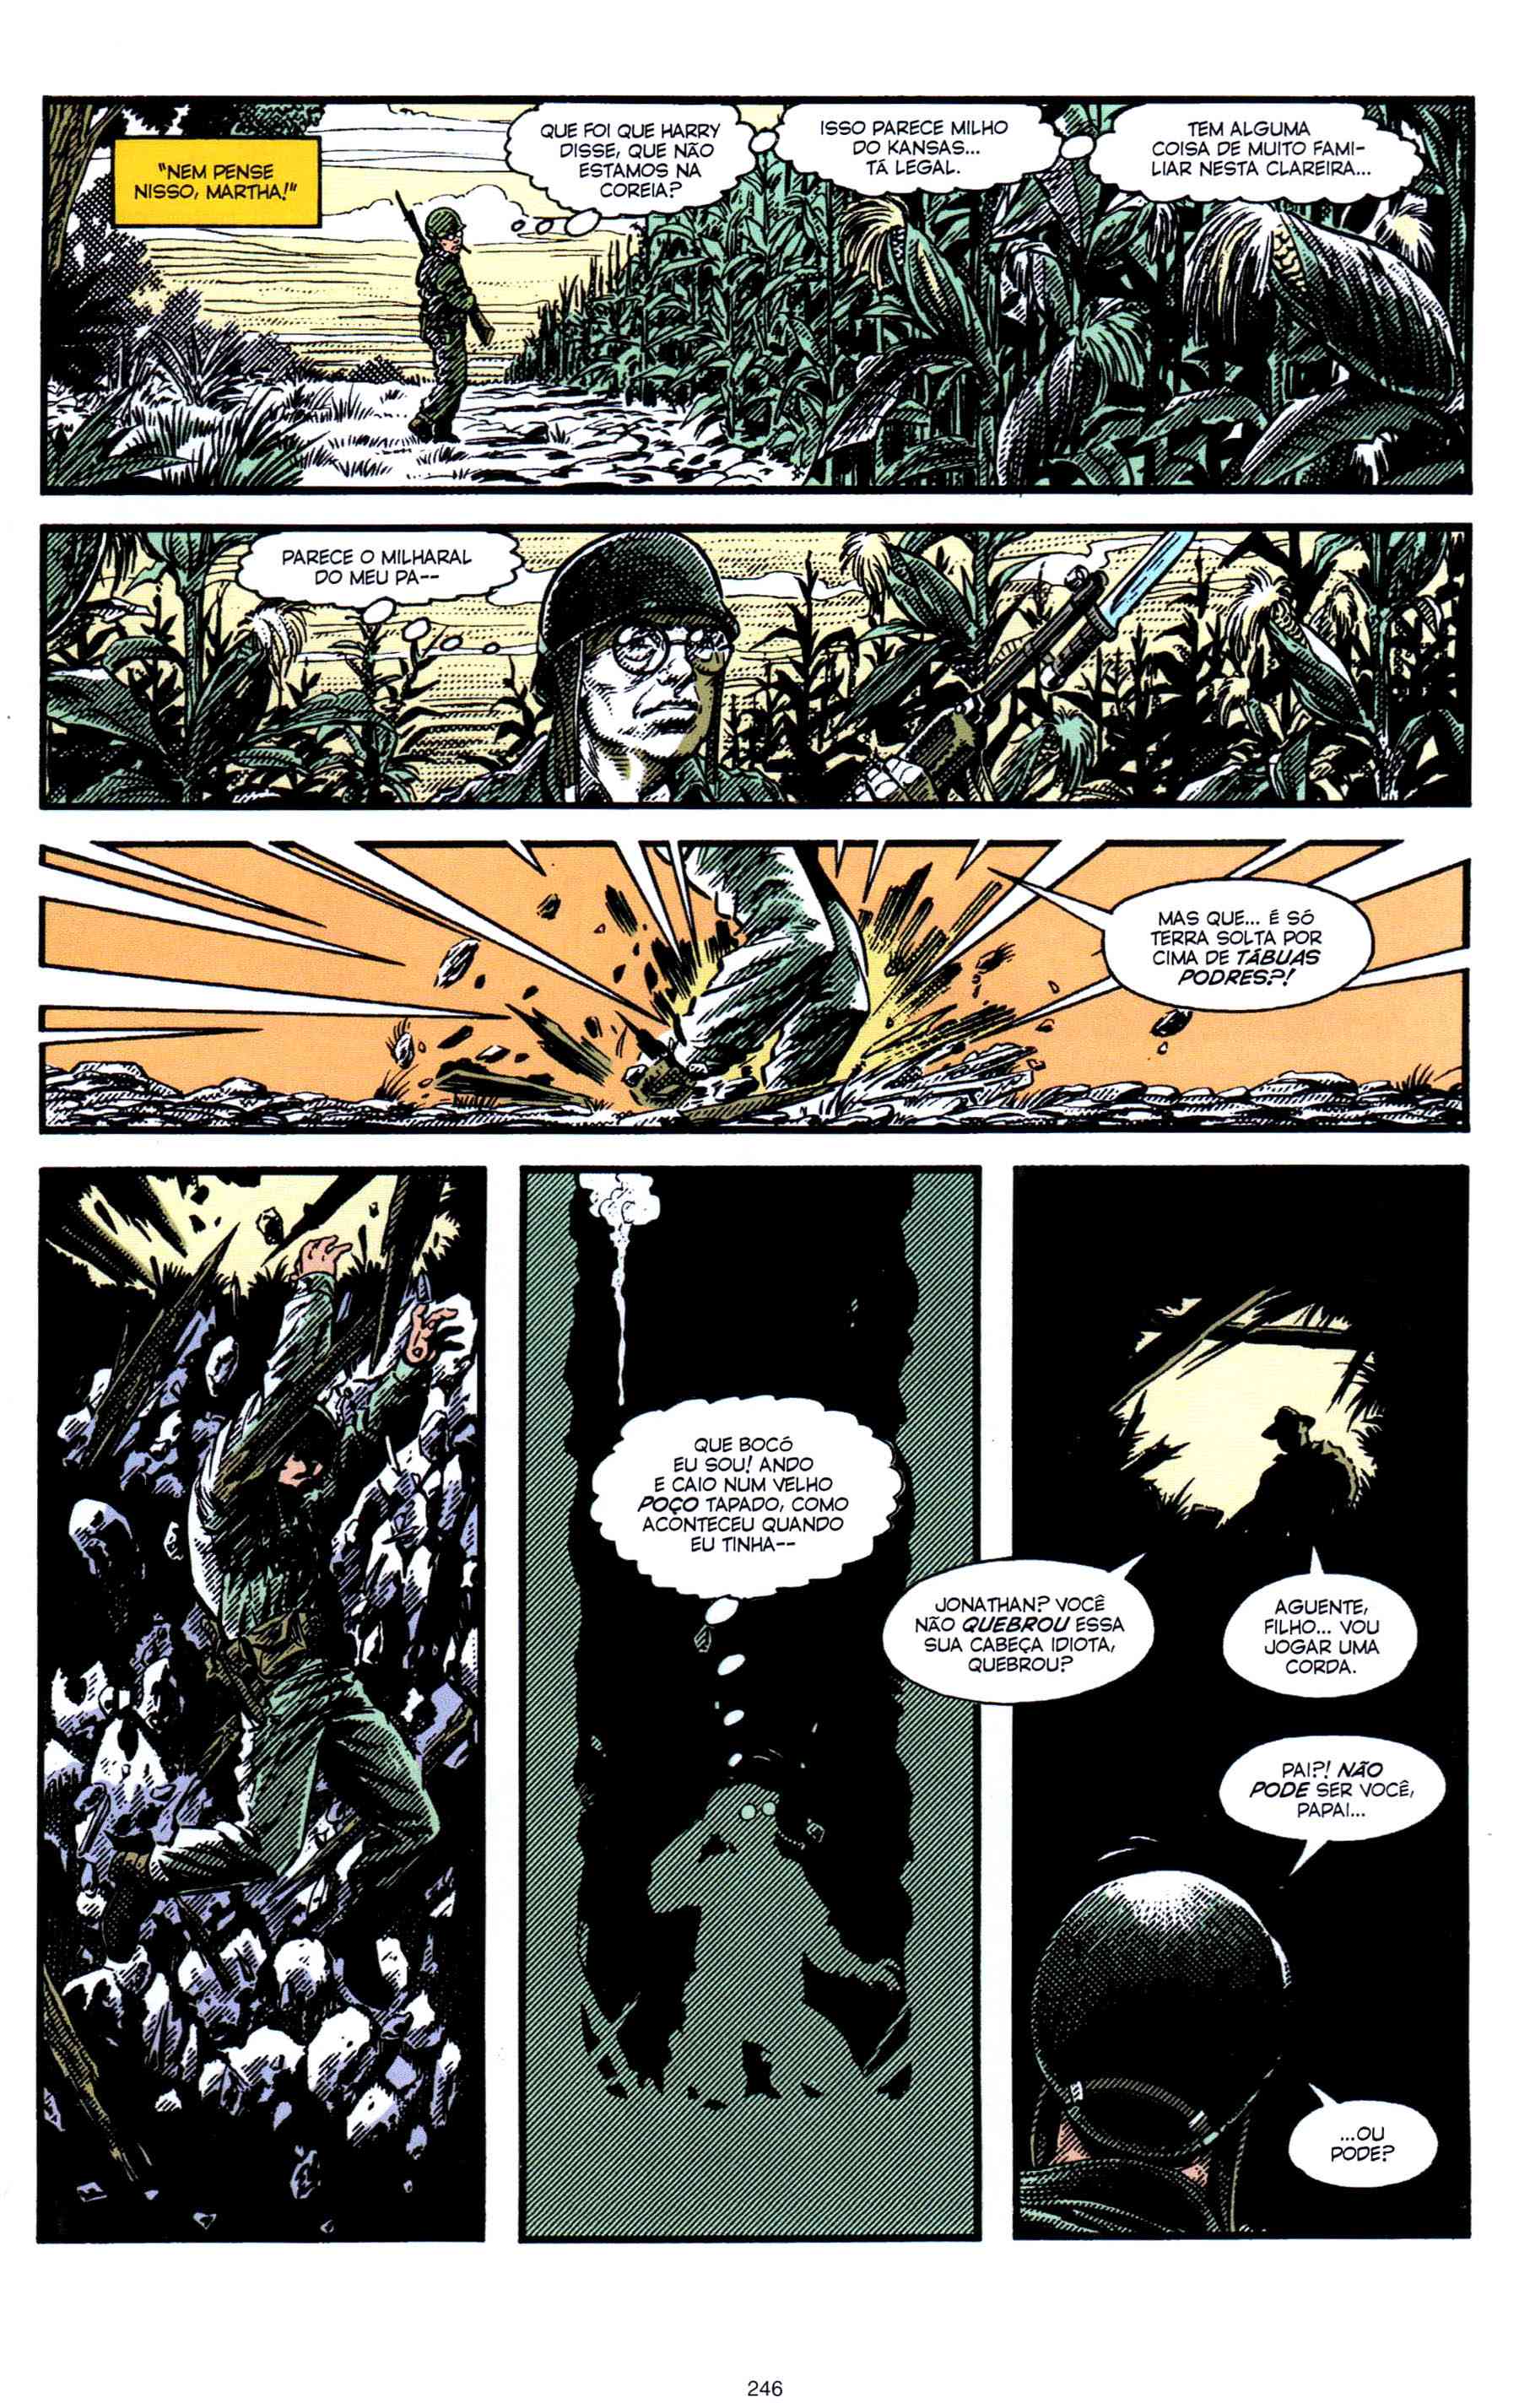 "NEM PENSE
NISSO, MARTHA!"
QUE FOI QUE HARRY
DISSE, QUE NÃO
ESTAMOS NA
COREIA?
ISSO PARECE MILHO
DO KANSAS...
TÁ LEGAL.
TEM ALGUMA
COISA DE MUITO FAMI-
LIAR NESTA CLAREIRA...
PARECE O MILHARAL
DO MEU PA--
MAS QUE... É SÓ
TERRA SOLTA POR
CIMA DE TÁBUAS
PODRES?!
QUE BOCÓ
EU SOU! ANDO
E CAIO NUM VELHO
POÇO TAPADO, COMO
ACONTECEU QUANDO
EU TINHA--
JONATHAN? VOCÊ
NÃO QUEBROU ESSA
SUA CABEÇA IDIOTA,
QUEBROU?
AGUENTE,
FILHO... VOU
JOGAR UMA
CORDA.
PAI?! NÃO
PODE SER VOCÊ,
PAPAI...
...OU
PODE?
246